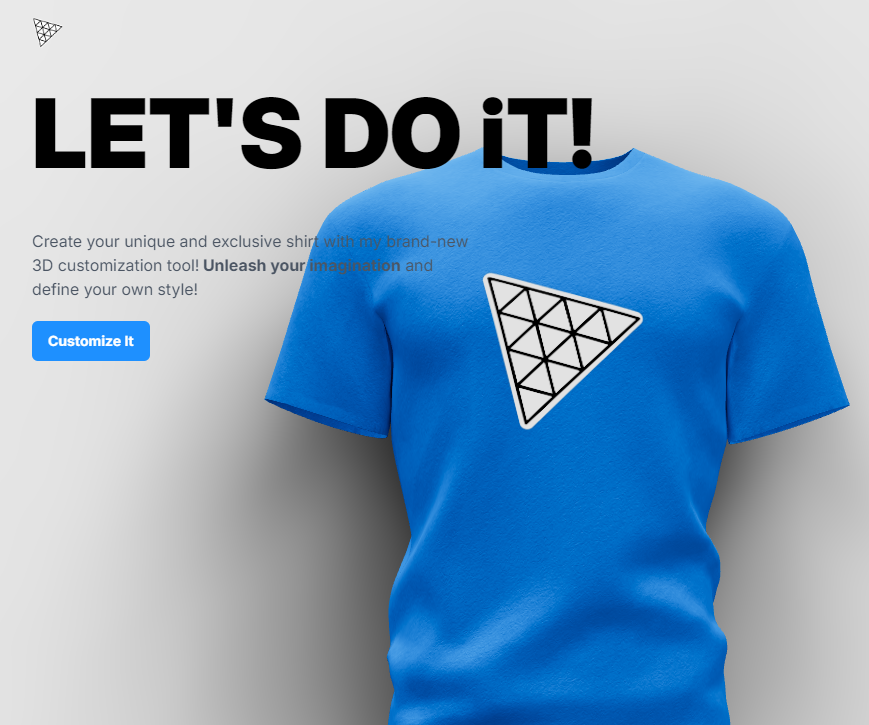 LET'S DO iT!
Create your unique and exclusive shirt with my brand-new
3D customization tool! Unleash your imagination and
define your own style!
Customize It